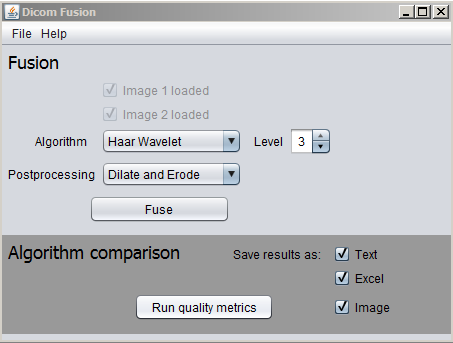 Dicom Fusion
File Help
Fusion
Image 1 loaded
Image 2 loaded
Algorithm Haar Wavelet Level 3
Postprocessing Dilate and Erode
Fuse
Algorithm comparison Save results as: Text
Excel
Run quality metrics Image